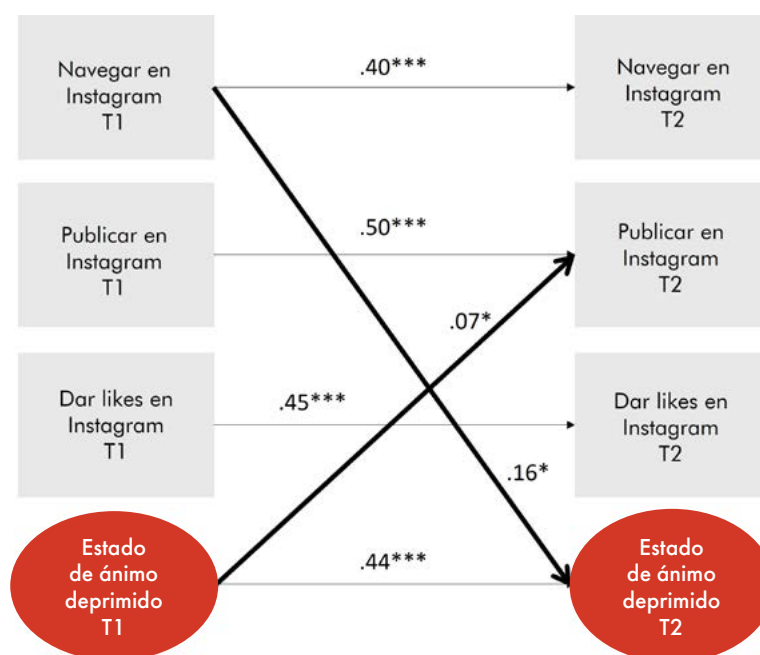 Navegar en
Instagram
T1
.40***
Navegar en
Instagram
T2
Publicar en
Instagram
T1
.50***
Publicar en
Instagram
T2
.07*
Dar likes en
Instagram
T1
.45***
Dar likes en
Instagram
T2
.16*
Estado
de ánimo
deprimido
T1
.44***
Estado
de ánimo
deprimido
T2